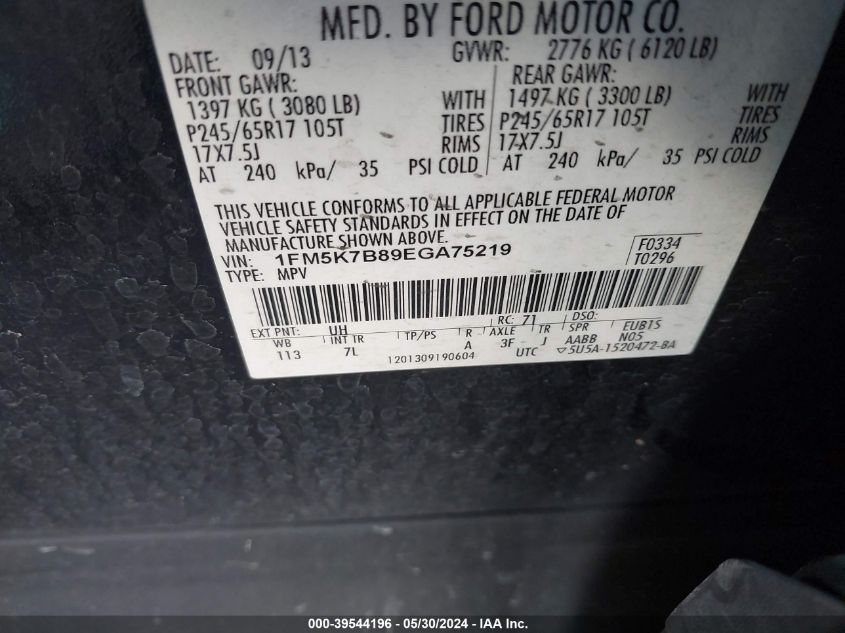 MFD. BY FORD MOTOR CO.
DATE: 09/13 GVWR: 2776 KG ( 6120 LB)
FRONT GAWR: REAR GAWR:
1397 KG ( 3080 LB) WITH 1497 KG ( 3300 LB) WITH
P245/65R17 105T TIRES P245/65R17 105T TIRES
17X7.5J RIMS 17X7.5J RIMS
AT 240 kPa/ 35 PSI COLD AT 240 kPa/ 35 PSI COLD
THIS VEHICLE CONFORMS TO ALL APPLICABLE FEDERAL MOTOR
VEHICLE SAFETY STANDARDS IN EFFECT ON THE DATE OF
MANUFACTURE SHOWN ABOVE.
VIN: 1FM5K7B89EGA75219 F0334
TYPE: MPV T0296
EXT PNT: UH RC: 71 DSO:
WB INT TR TP/PS R AXLE TR SPR EUB1S
113 7L A 3F J AABB N05
1201309190604 UTC ▽5U5A-1520472-BA
000-39544196 - 05/30/2024 - IAA Inc.